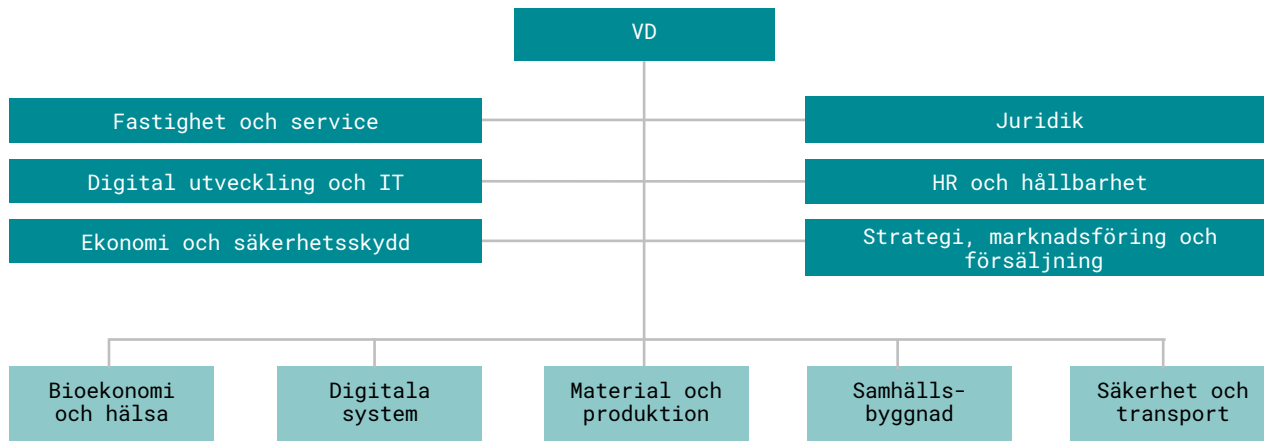 VD
Fastighet och service
Juridik
Digital utveckling och IT
HR och hållbarhet
Ekonomi och säkerhetsskydd
Strategi, marknadsföring och
försäljning
Bioekonomi
och hälsa
Digitala
system
Material och
produktion
Samhälls-
byggnad
Säkerhet och
transport